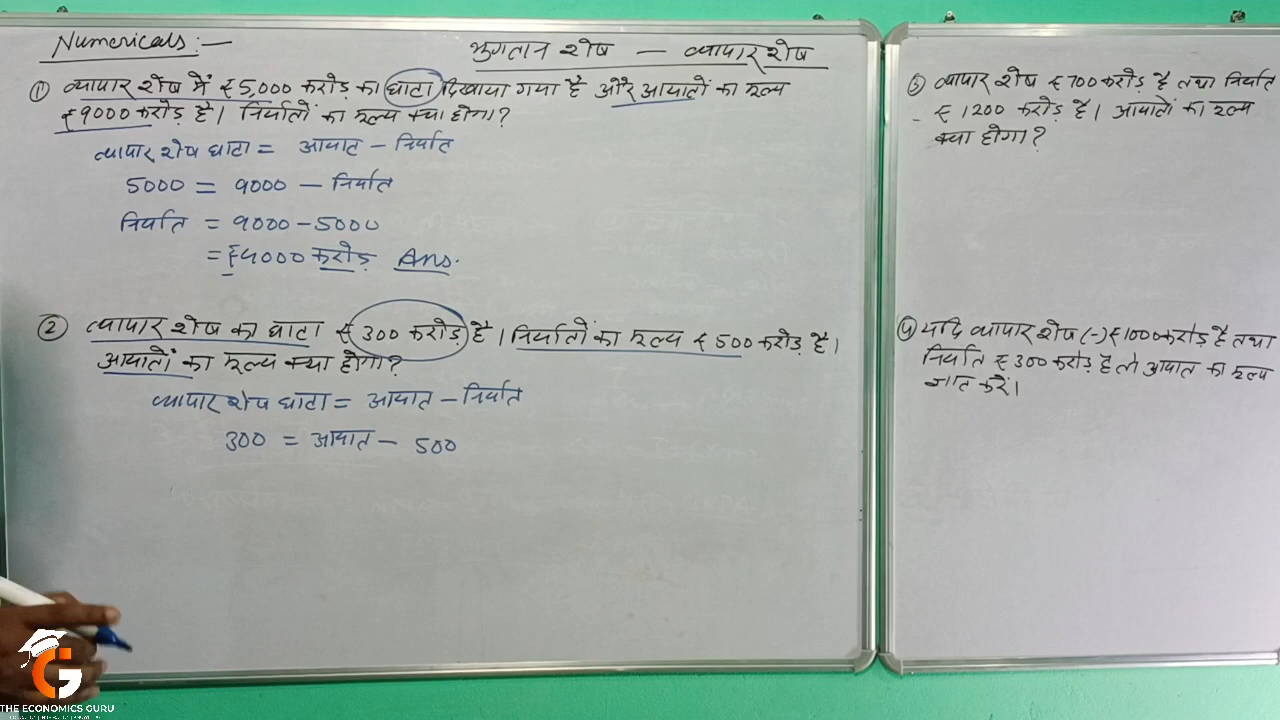 Numericals:—
भुगतान शेष — व्यापार शेष
① व्यापार शेष में ₹5,000 करोड़ का घाटा दिखाया गया है और आयातों का मूल्य
₹9000 करोड़ है। निर्यातों का मूल्य क्या होगा?
व्यापार शेष घाटा = आयात - निर्यात
5000 = 9000 - निर्यात
निर्यात = 9000-5000
= ₹4000 करोड़ Ans.
② व्यापार शेष का घाटा ₹ 300 करोड़ है। निर्यातों का मूल्य ₹ 500 करोड़ है।
आयातों का मूल्य क्या होगा?
व्यापार शेष घाटा = आयात - निर्यात
300 = आयात - 500
③ व्यापार शेष ₹700 करोड़ है तथा निर्यात
₹ 1200 करोड़ है। आयातों का मूल्य
क्या होगा?
④ यदि व्यापार शेष (-) ₹1000 करोड़ है तथा
निर्यात ₹ 300 करोड़ है तो आयात का मूल्य
ज्ञात करें।
G
THE ECONOMICS GURU